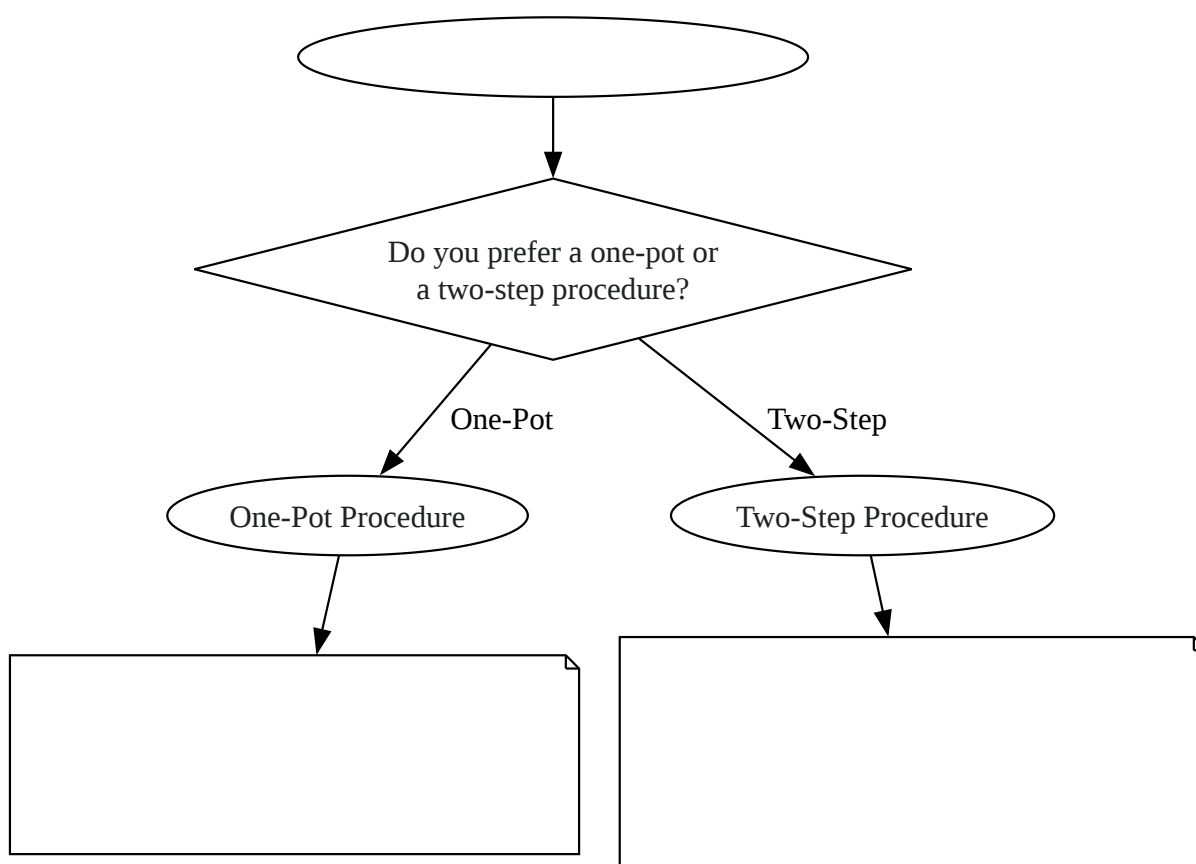 Do you prefer a one-pot or
a two-step procedure?
One-Pot
Two-Step
One-Pot Procedure
Two-Step Procedure